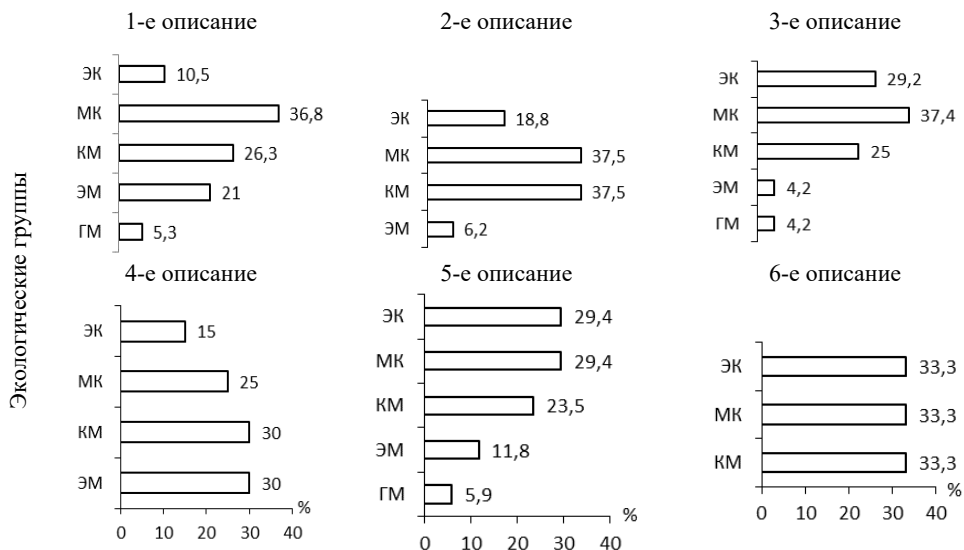 Экологические группы
1-е описание
ЭК 10,5
МК 36,8
КМ 26,3
ЭМ 21
ГМ 5,3
2-е описание
ЭК 18,8
МК 37,5
КМ 37,5
ЭМ 6,2
3-е описание
ЭК 29,2
МК 37,4
КМ 25
ЭМ 4,2
ГМ 4,2
4-е описание
ЭК 15
МК 25
КМ 30
ЭМ 30
%
0 10 20 30 40
5-е описание
ЭК 29,4
МК 29,4
КМ 23,5
ЭМ 11,8
ГМ 5,9
%
0 10 20 30 40
6-е описание
ЭК 33,3
МК 33,3
КМ 33,3
%
0 10 20 30 40